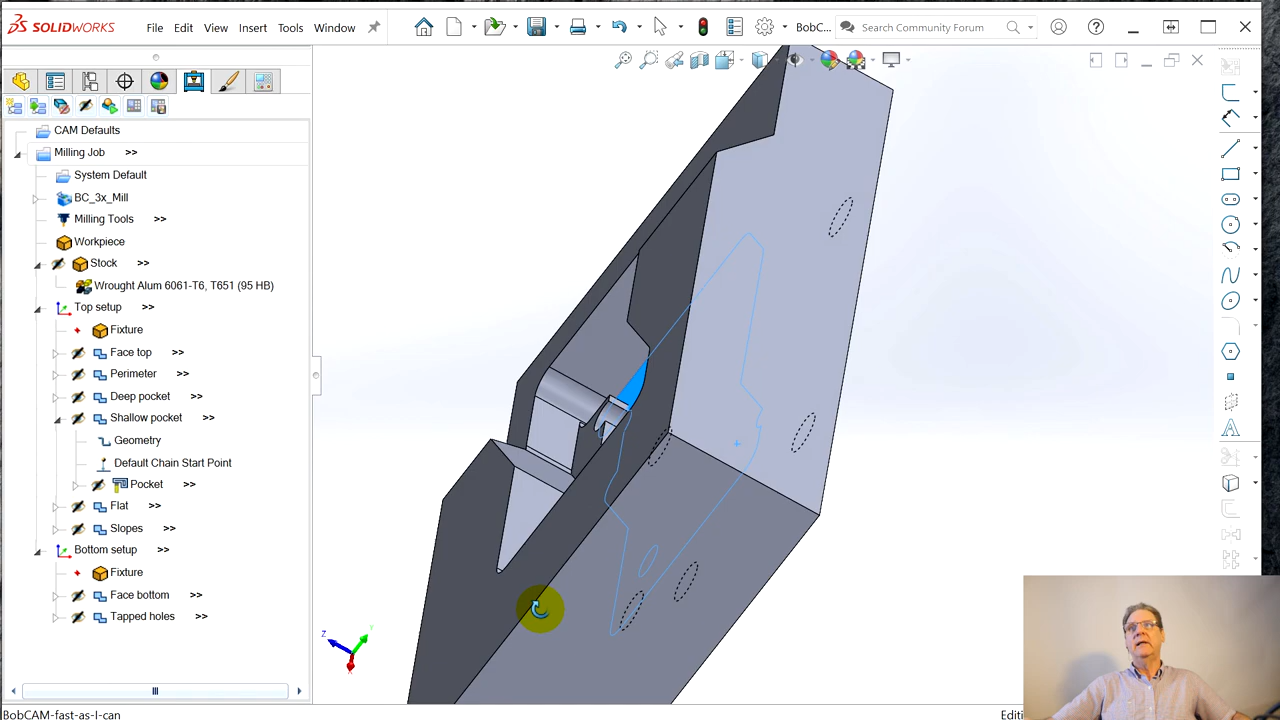 SOLIDWORKS File Edit View Insert Tools Window BobC... Search Community Forum
CAM Defaults
Milling Job >>
System Default
BC_3x_Mill
Milling Tools >>
Workpiece
Stock >>
Wrought Alum 6061-T6, T651 (95 HB)
Top setup >>
Fixture
Face top >>
Perimeter >>
Deep pocket >>
Shallow pocket >>
Geometry
Default Chain Start Point
Pocket >>
Flat >>
Slopes >>
Bottom setup >>
Fixture
Face bottom >>
Tapped holes >>
Z Y X
BobCAM-fast-as-I-can Editi